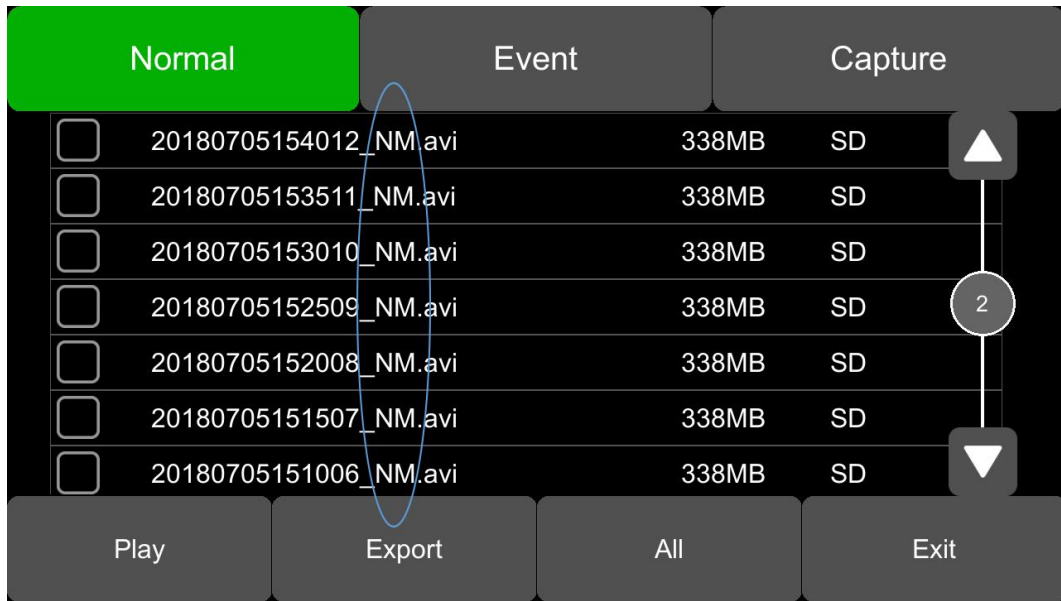 Normal Event Capture
20180705154012_NM.avi 338MB SD
20180705153511_NM.avi 338MB SD
20180705153010_NM.avi 338MB SD
20180705152509_NM.avi 338MB SD
2
20180705152008_NM.avi 338MB SD
20180705151507_NM.avi 338MB SD
20180705151006_NM.avi 338MB SD
Play Export All Exit